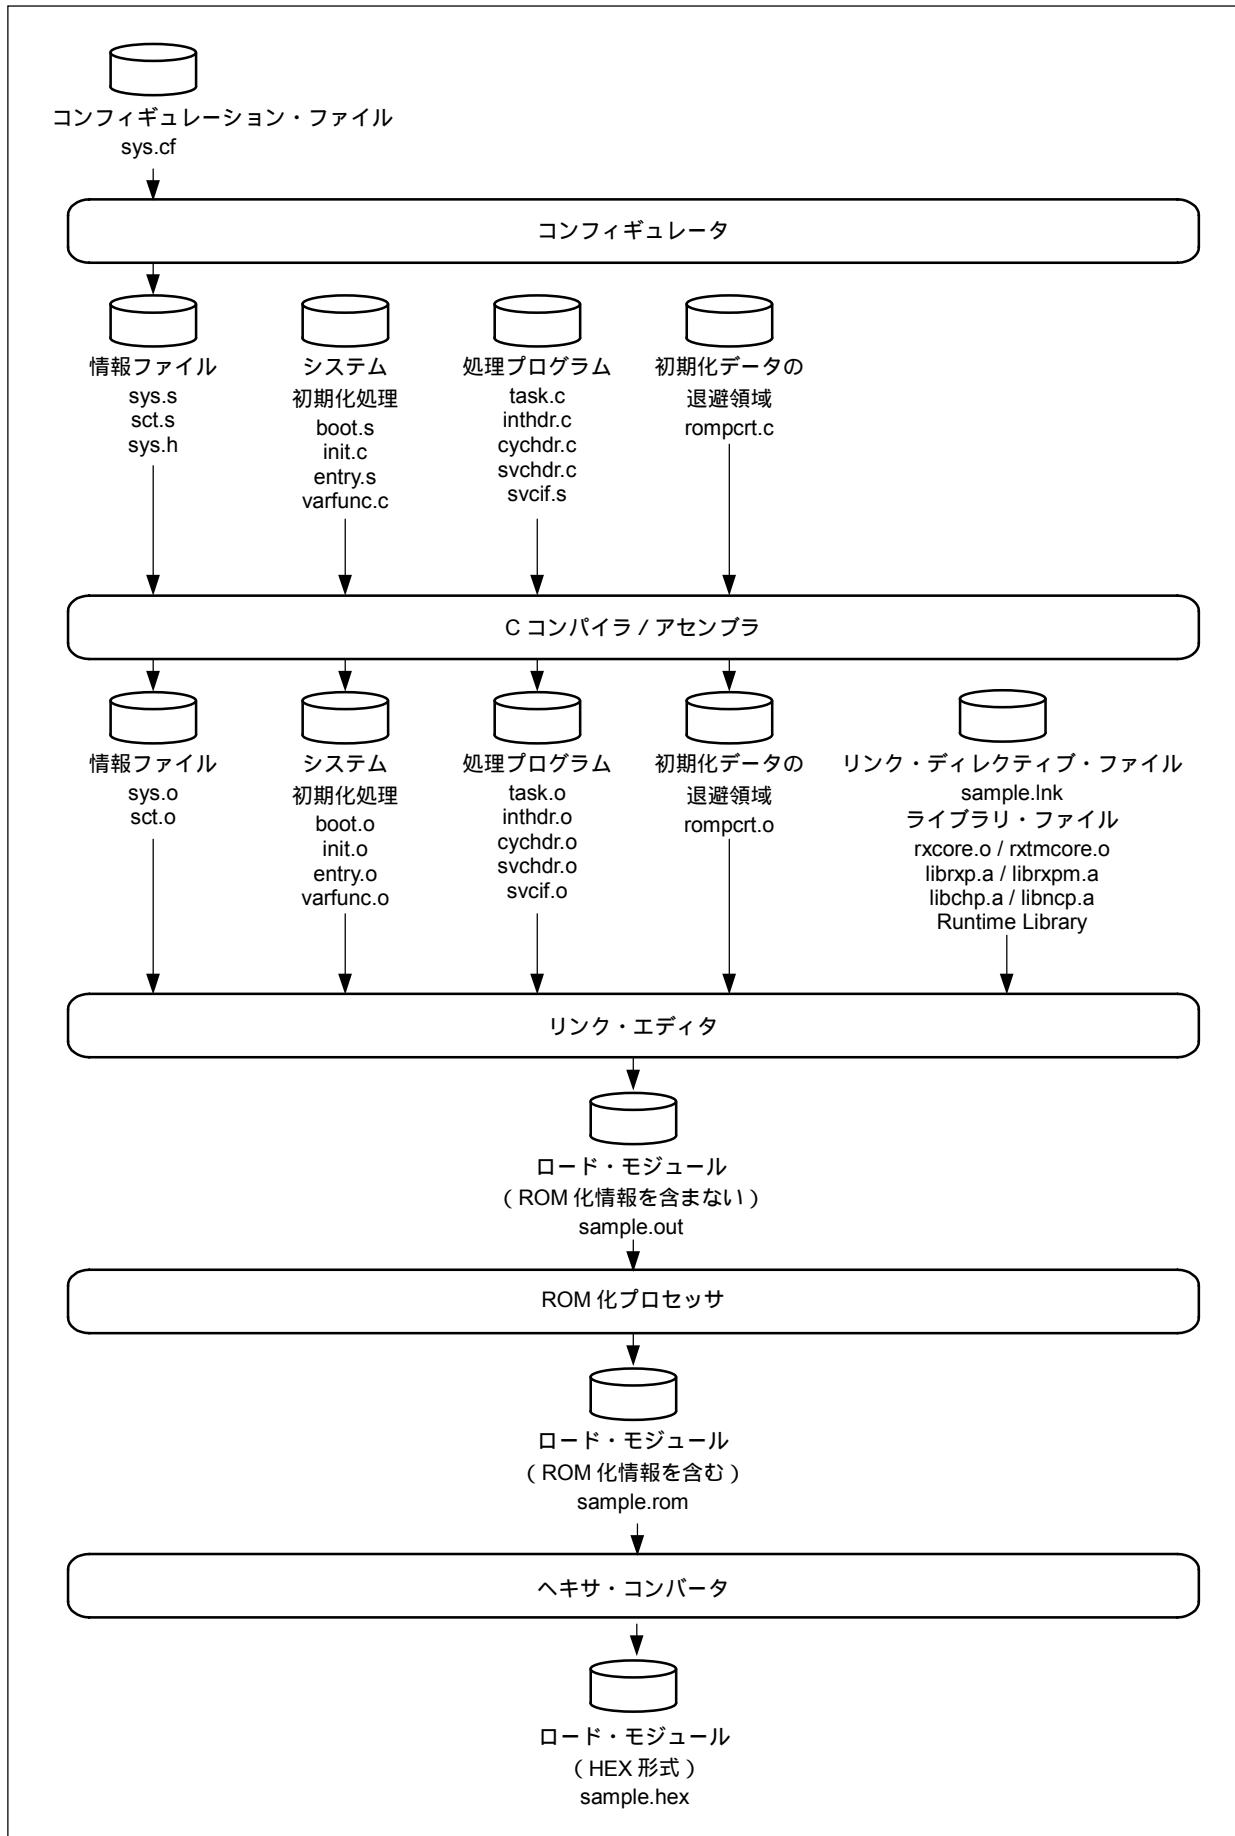 コンフィギュレーション・ファイル
sys.cf
コンフィギュレータ
情報ファイル
sys.s
sct.s
sys.h
システム
初期化処理
boot.s
init.c
entry.s
varfunc.c
処理プログラム
task.c
inthdr.c
cychdr.c
svchdr.c
svcif.s
初期化データの
退避領域
rompcrt.c
C コンパイラ / アセンブラ
情報ファイル
sys.o
sct.o
システム
初期化処理
boot.o
init.o
entry.o
varfunc.o
処理プログラム
task.o
inthdr.o
cychdr.o
svchdr.o
svcif.o
初期化データの
退避領域
rompcrt.o
リンク・ディレクティブ・ファイル
sample.lnk
ライブラリ・ファイル
rxcore.o / rxtmcore.o
librxp.a / librxpm.a
libchp.a / libncp.a
Runtime Library
リンク・エディタ
ロード・モジュール
( ROM 化情報を含まない )
sample.out
ROM 化プロセッサ
ロード・モジュール
( ROM 化情報を含む )
sample.rom
ヘキサ・コンバータ
ロード・モジュール
( HEX 形式 )
sample.hex